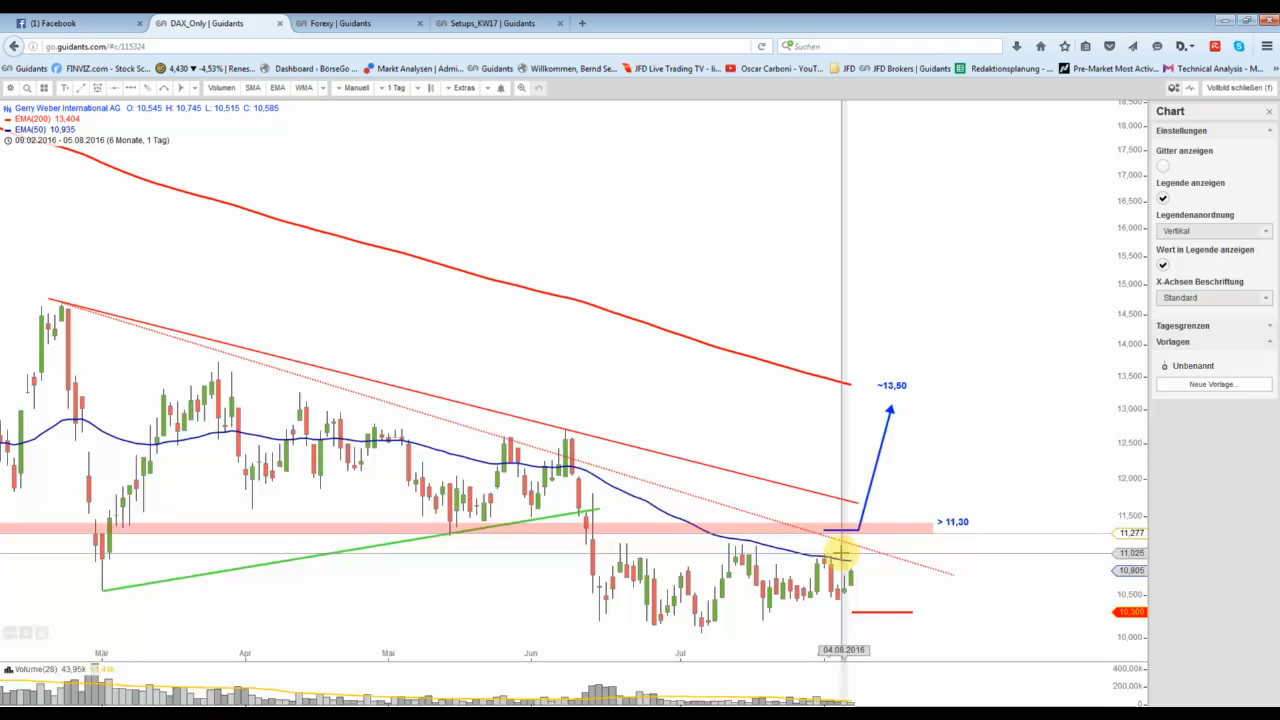 (1) Facebook
DAX_Only | Guidants
Forexy | Guidants
Setups_KW17 | Guidants
go.guidants.com/#c/115324
Suchen
Guidants
FINVIZ.com - Stock Sc...
4,430 ▾ -4,53% | Renes...
Dashboard - BörseGo ...
Markt Analysen | Admi...
Guidants
Willkommen, Bernd Se...
JFD Live Trading TV - li...
Oscar Carboni - YouT...
JFD
JFD Brokers | Guidants
Redaktionsplanung - ...
Pre-Market Most Activ...
Technical Analysis - M...
Volumen
SMA
EMA
WMA
Manuell
1 Tag
Extras
Vollbild schließen (f)
Gerry Weber International AG O: 10,545 H: 10,745 L: 10,515 C: 10,585
EMA(200) 13,404
EMA(50) 10,935
09.02.2016 - 05.08.2016 (6 Monate, 1 Tag)
Chart
Einstellungen
Gitter anzeigen
Legende anzeigen
Legendenanordnung
Vertikal
Wert in Legende anzeigen
X-Achsen Beschriftung
Standard
Tagesgrenzen
Vorlagen
Unbenannt
Neue Vorlage...
18,500
18,000
17,500
17,000
16,500
16,000
15,500
15,000
14,500
14,000
13,500
13,000
12,500
12,000
11,500
11,277
11,025
10,805
10,500
10,300
10,000
~13,50
> 11,30
Mär
Apr
Mai
Jun
Jul
04.08.2016
Volume(28) 43,95k
400.00k
200.00k
0